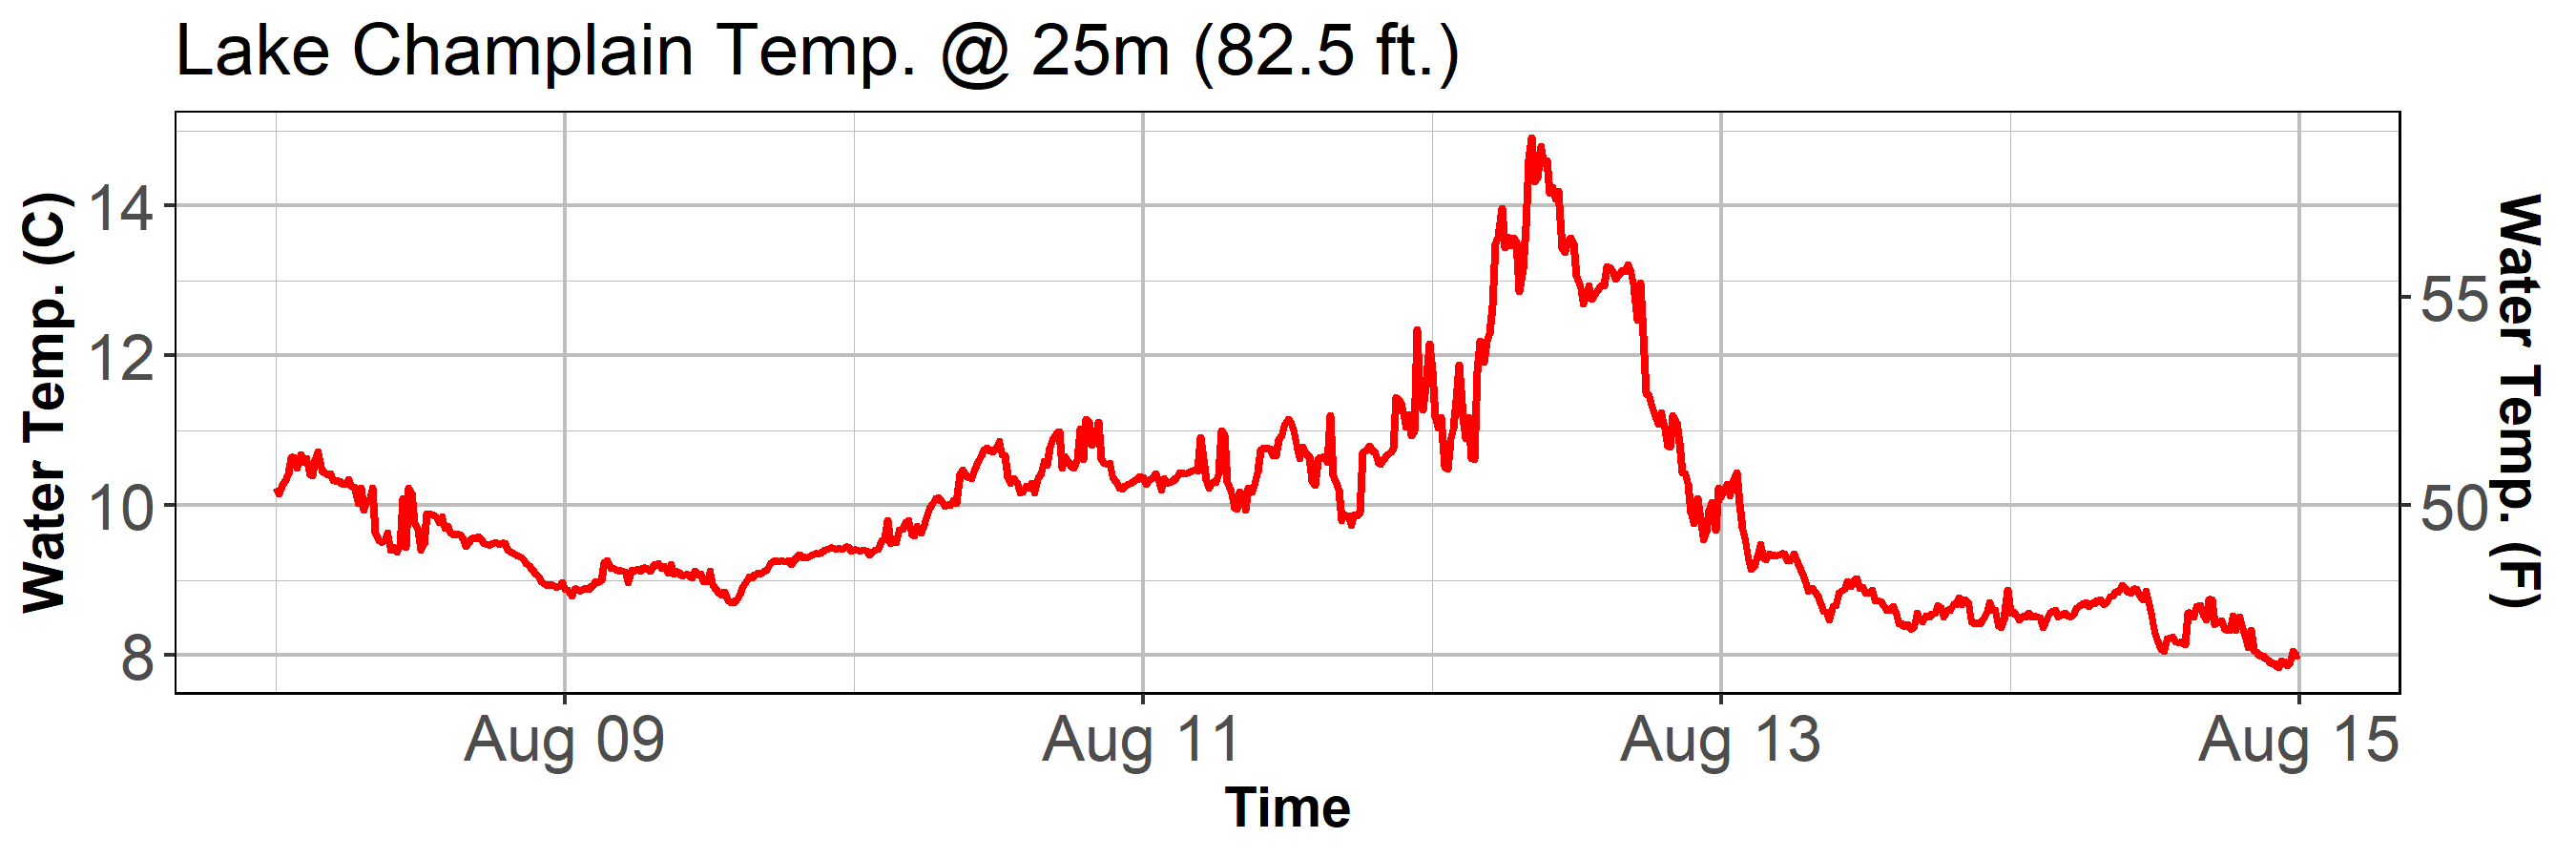 Lake Champlain Temp. @ 25m (82.5 ft.)
Water Temp. (C)
14
12
10
8
55
50
Water Temp. (F)
Aug 09
Aug 11
Aug 13
Aug 15
Time